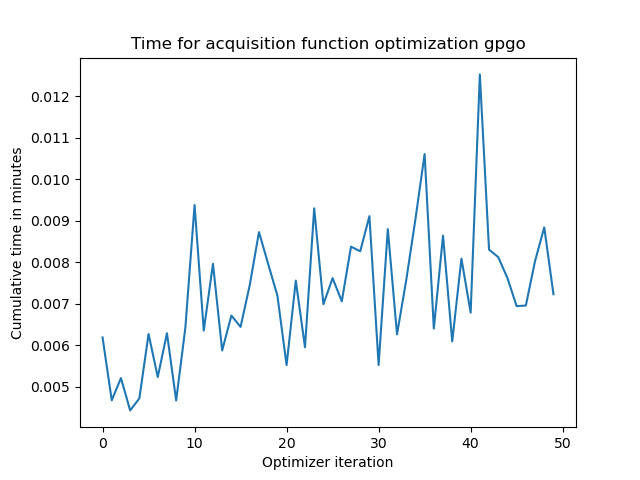 Time for acquisition function optimization gpgo
Cumulative time in minutes
0.012
0.011
0.010
0.009
0.008
0.007
0.006
0.005
0 10 20 30 40 50
Optimizer iteration